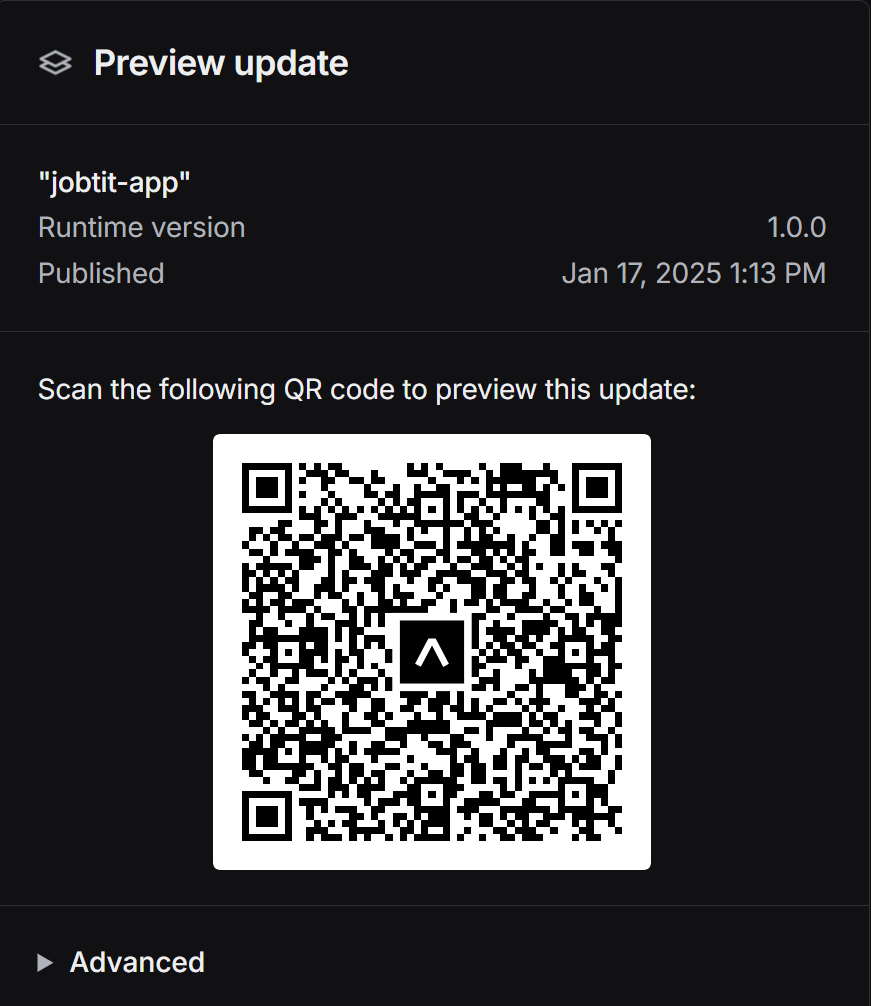 Preview update
"jobtit-app"
Runtime version 1.0.0
Published Jan 17, 2025 1:13 PM
Scan the following QR code to preview this update:
Advanced